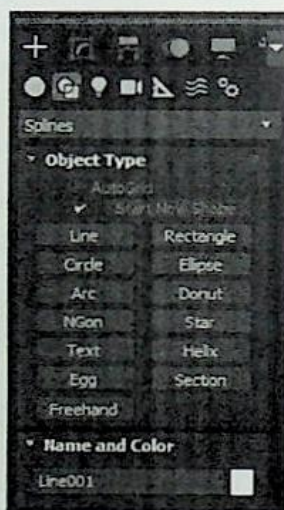 Splines
Object Type
AutoGrid
Start New Shape
Line Rectangle
Circle Ellipse
Arc Donut
NGon Star
Text Helix
Egg Section
Freehand
Name and Color
Line001